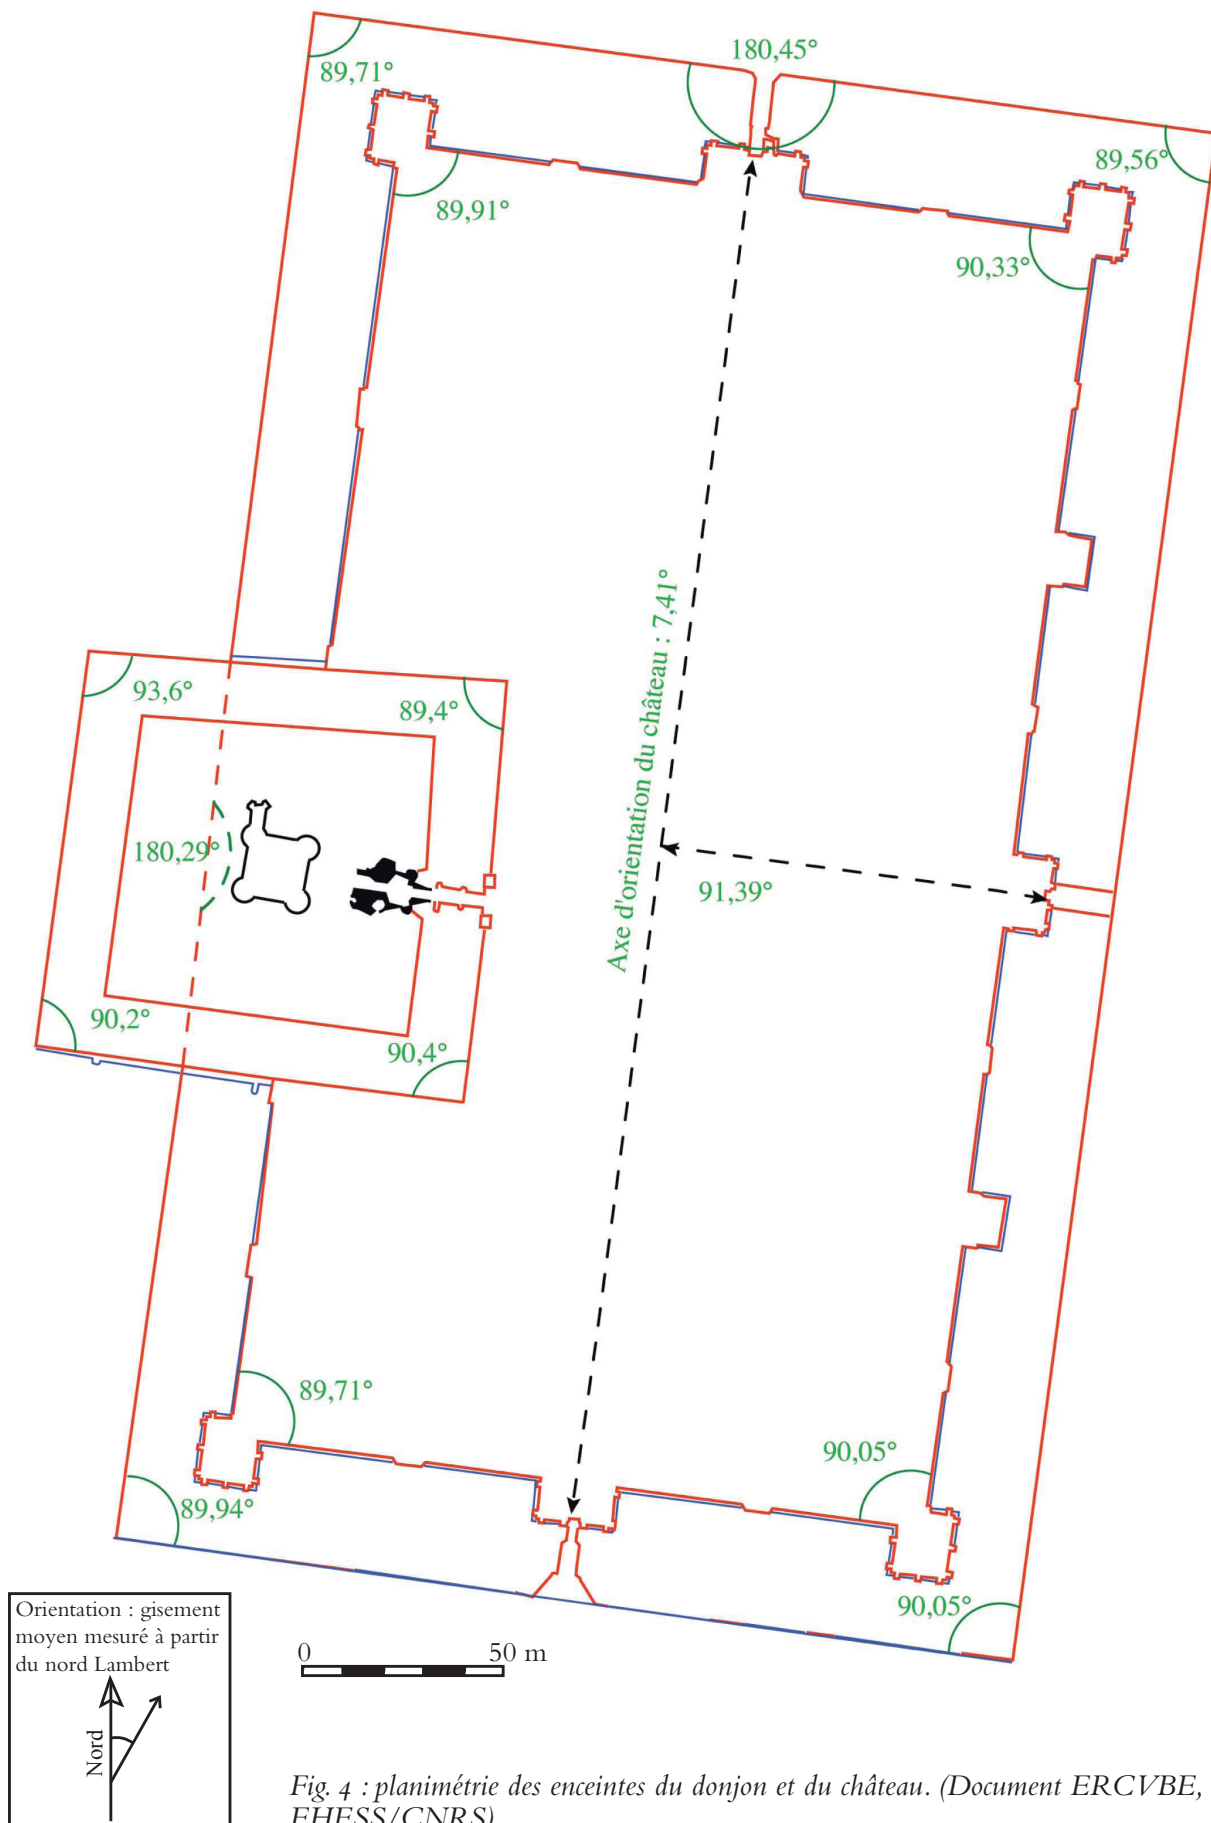 180,45°
89,71°
89,56°
89,91°
90,33°
Axe d'orientation du château : 7,41°
93,6°
89,4°
180,29°
91,39°
90,2°
90,4°
89,71°
90,05°
89,94°
90,05°
Orientation : gisement
moyen mesuré à partir
du nord Lambert
Nord
0 50 m
Fig. 4 : planimétrie des enceintes du donjon et du château. (Document ERCVBE,
EHESS/CNRS)